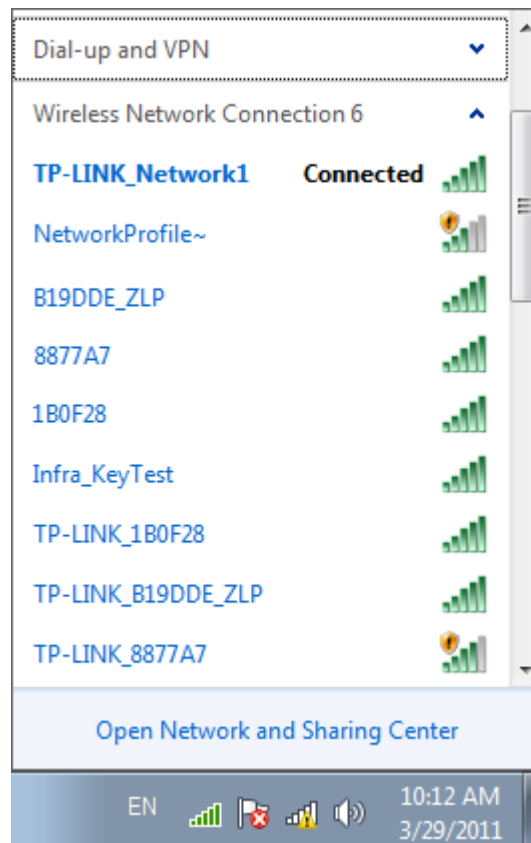 Dial-up and VPN
Wireless Network Connection 6
TP-LINK_Network1 Connected
NetworkProfile~
B19DDE_ZLP
8877A7
1B0F28
Infra_KeyTest
TP-LINK_1B0F28
TP-LINK_B19DDE_ZLP
TP-LINK_8877A7
Open Network and Sharing Center
EN
10:12 AM
3/29/2011